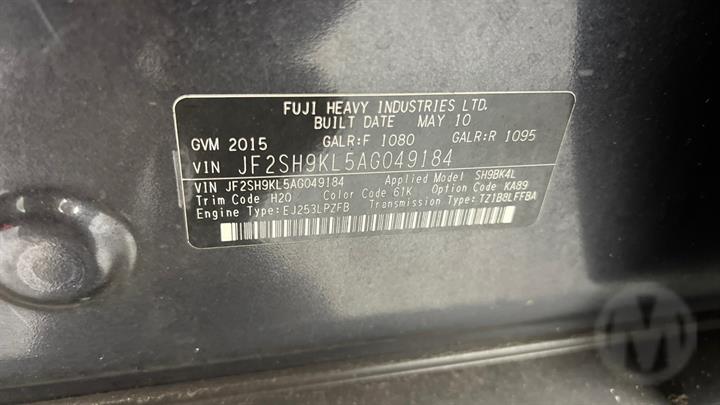 FUJI HEAVY INDUSTRIES LTD.
BUILT DATE MAY 10
GVM 2015 GALR:F 1080 GALR:R 1095
VIN JF2SH9KL5AG049184
VIN JF2SH9KL5AG049184 Applied Model SH9BK4L
Trim Code H20 Color Code 61K Option Code KA89
Engine Type:EJ253LPZFB Transmission Type:TZ1B8LFFBA
M